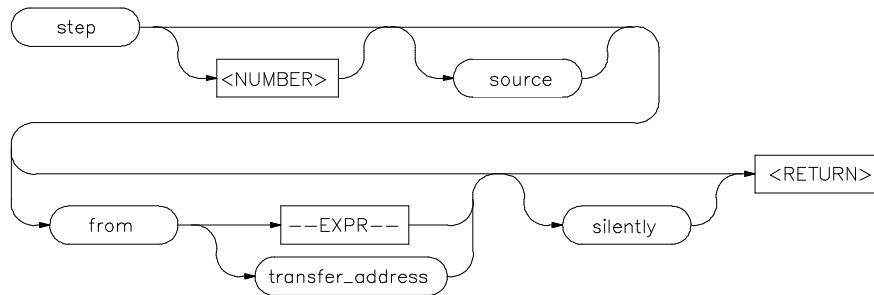 step
<NUMBER>
source
<RETURN>
from
--EXPR--
silently
transfer_address